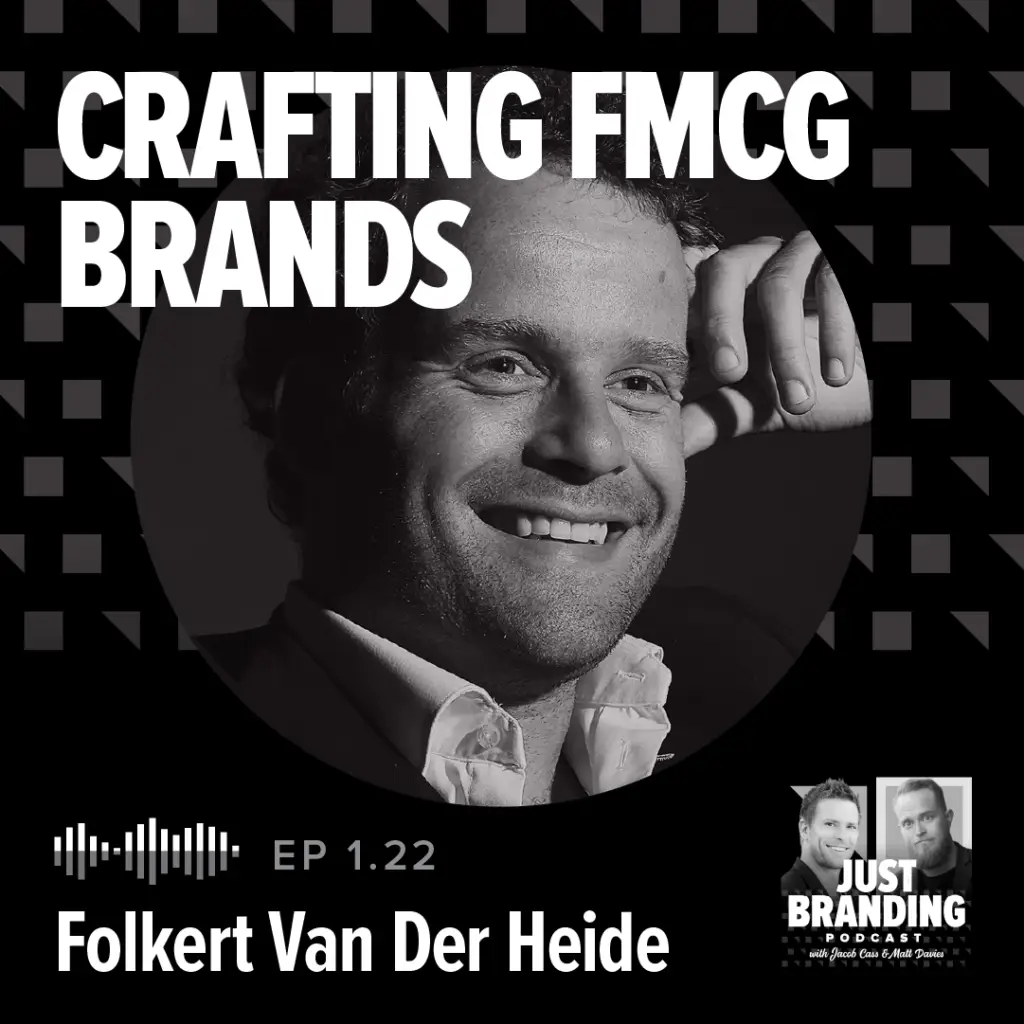 CRAFTING FMCG
BRANDS
EP 1.22
Folkert Van Der Heide
JUST
BRANDING
PODCAST
with Jacob Cass & Matt Davies